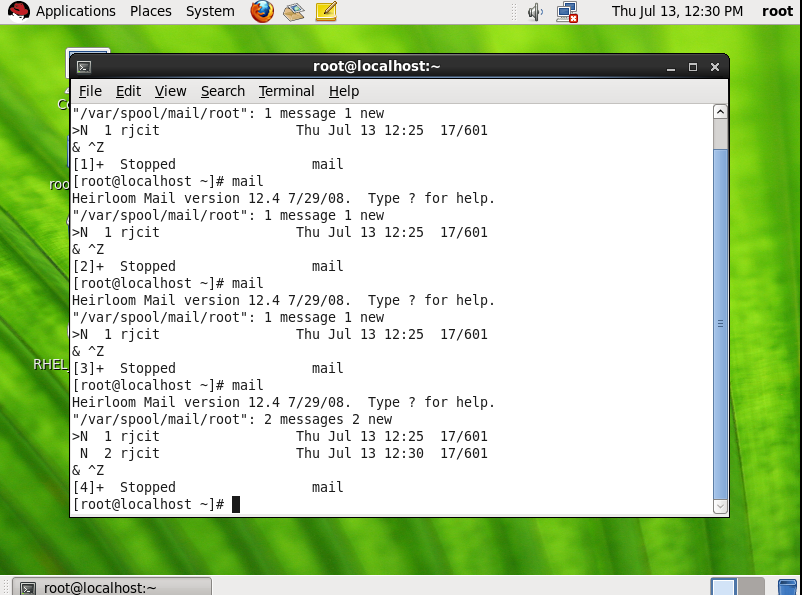 Applications Places System Thu Jul 13, 12:30 PM root
root@localhost:~
File Edit View Search Terminal Help
"/var/spool/mail/root": 1 message 1 new
>N  1 rjcit                 Thu Jul 13 12:25  17/601
& ^Z
[1]+  Stopped                 mail
[root@localhost ~]# mail
Heirloom Mail version 12.4 7/29/08.  Type ? for help.
"/var/spool/mail/root": 1 message 1 new
>N  1 rjcit                 Thu Jul 13 12:25  17/601
& ^Z
[2]+  Stopped                 mail
[root@localhost ~]# mail
Heirloom Mail version 12.4 7/29/08.  Type ? for help.
"/var/spool/mail/root": 1 message 1 new
>N  1 rjcit                 Thu Jul 13 12:25  17/601
& ^Z
[3]+  Stopped                 mail
[root@localhost ~]# mail
Heirloom Mail version 12.4 7/29/08.  Type ? for help.
"/var/spool/mail/root": 2 messages 2 new
>N  1 rjcit                 Thu Jul 13 12:25  17/601
 N  2 rjcit                 Thu Jul 13 12:30  17/601
& ^Z
[4]+  Stopped                 mail
[root@localhost ~]#
RHEL
root@localhost:~